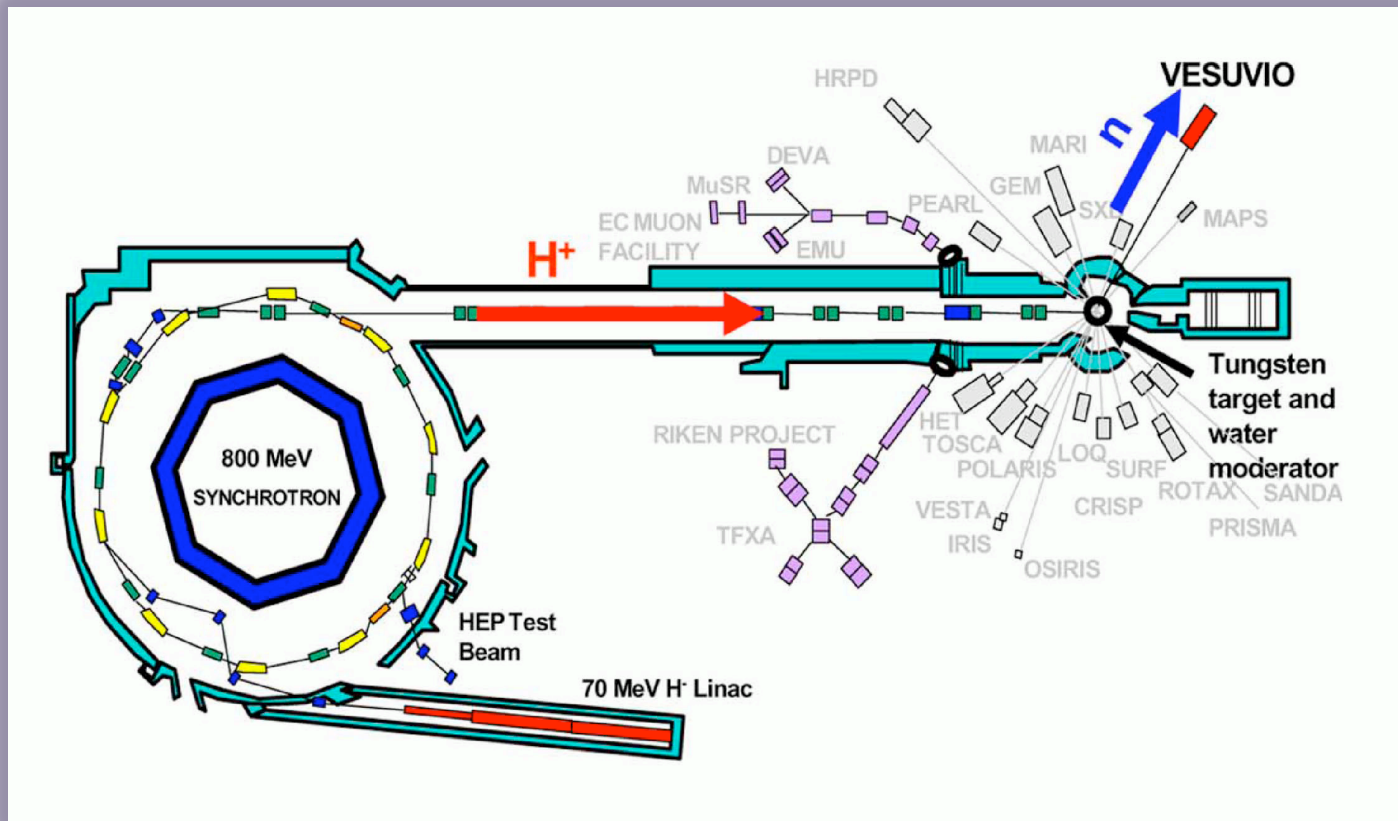 HRPD
VESUVIO
n
MARI
DEVA
GEM
MuSR
PEARL
SXD
MAPS
EC MUON
FACILITY
EMU
H⁺
Tungsten
target and
water
moderator
HET
TOSCA
POLARIS
LOQ
SURF
RIKEN PROJECT
800 MeV
SYNCHROTRON
ROTAX
SANDA
CRISP
PRISMA
VESTA
IRIS
OSIRIS
TFXA
HEP Test
Beam
70 MeV H⁻ Linac